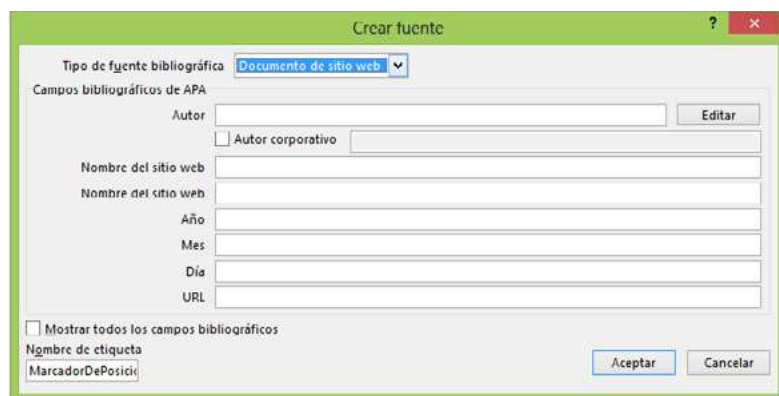 Crear fuente
?
Tipo de fuente bibliográfica Documento de sitio web
Campos bibliográficos de APA
Autor Editar
Autor corporativo
Nombre del sitio web
Nombre del sitio web
Año
Mes
Día
URL
Mostrar todos los campos bibliográficos
Nombre de etiqueta
MarcadorDePosici
Aceptar Cancelar